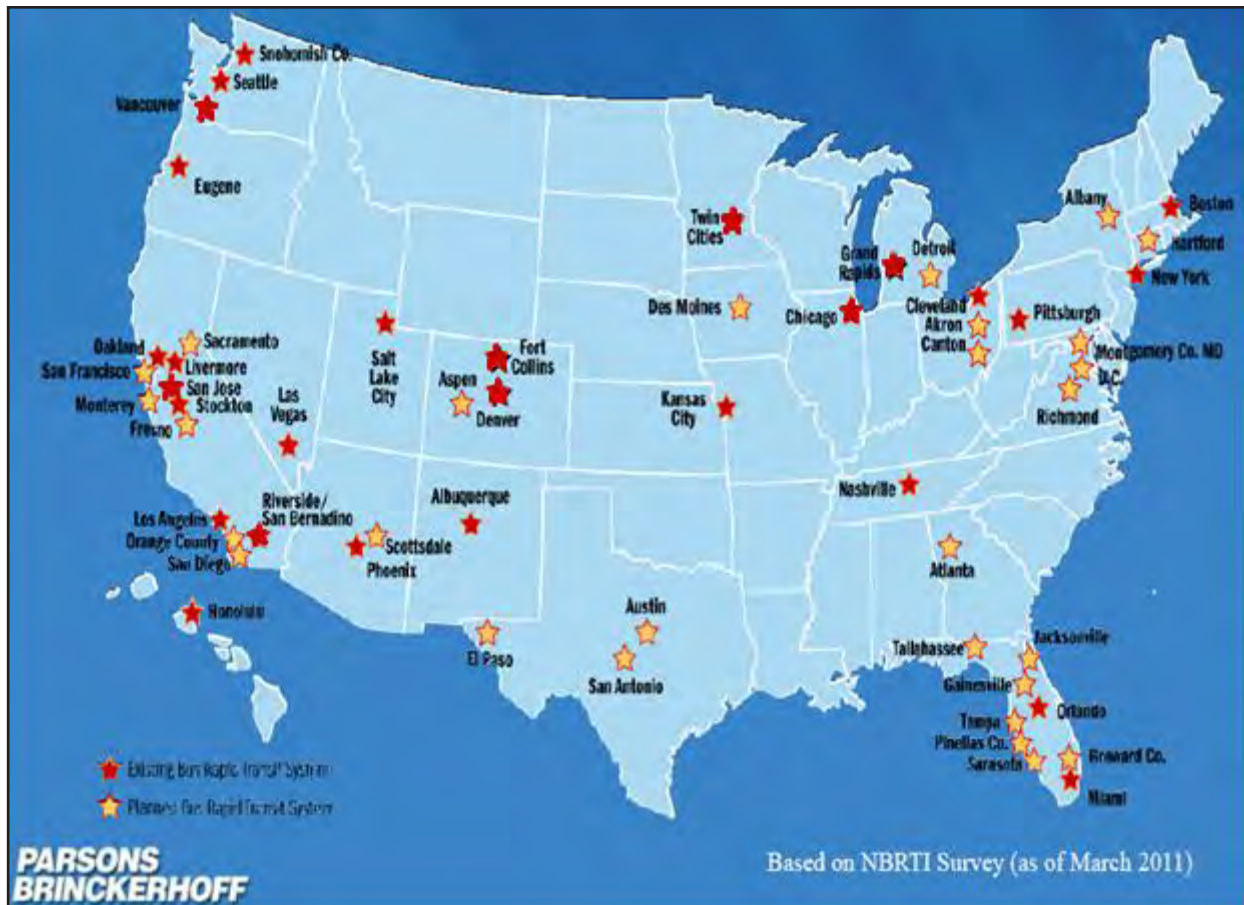 Snohomish Co.
Seattle
Vancouver
Eugene
Twin
Cities
Grand
Rapids
Detroit
Albany
Boston
Hartford
New York
Des Moines
Chicago
Cleveland
Akron
Canton
Pittsburgh
Montgomery Co. MD
D.C.
Richmond
Oakland
Sacramento
San Francisco
Livermore
San Jose
Monterey
Stockton
Fresno
Las
Vegas
Salt
Lake
City
Fort
Collins
Aspen
Denver
Kansas
City
Nashville
Los Angeles
Riverside/
San Bernadino
Orange County
San Diego
Albuquerque
Scottsdale
Phoenix
Atlanta
Honolulu
El Paso
Austin
San Antonio
Tallahassee
Jacksonville
Gainesville
Orlando
Tampa
Pinellas Co.
Sarasota
Broward Co.
Miami
Existing Bus Rapid Transit System
Planned Bus Rapid Transit System
PARSONS
BRINCKERHOFF
Based on NBRTI Survey (as of March 2011)